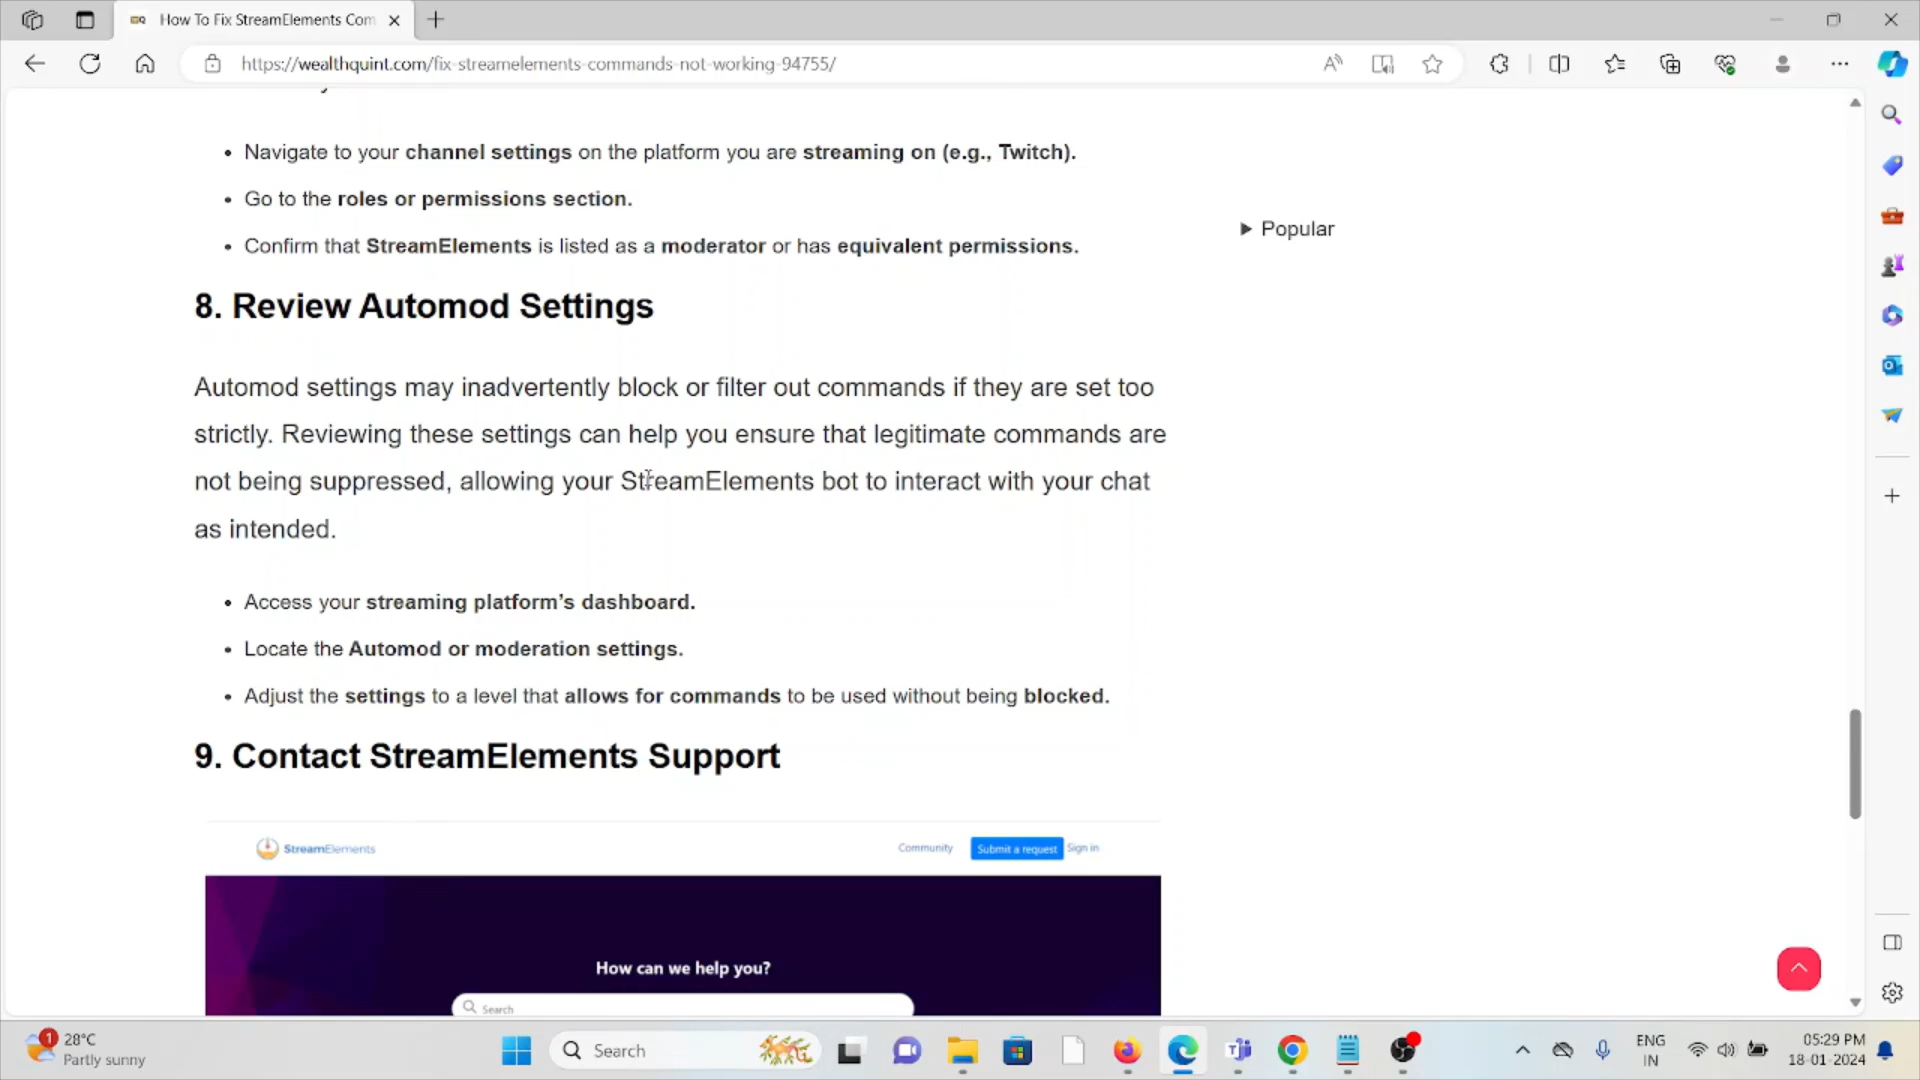 How To Fix StreamElements Com
https://wealthquint.com/fix-streamelements-commands-not-working-94755/
• Navigate to your channel settings on the platform you are streaming on (e.g., Twitch).
• Go to the roles or permissions section.
• Confirm that StreamElements is listed as a moderator or has equivalent permissions.
▶ Popular
8. Review Automod Settings
Automod settings may inadvertently block or filter out commands if they are set too
strictly. Reviewing these settings can help you ensure that legitimate commands are
not being suppressed, allowing your StreamElements bot to interact with your chat
as intended.
• Access your streaming platform’s dashboard.
• Locate the Automod or moderation settings.
• Adjust the settings to a level that allows for commands to be used without being blocked.
9. Contact StreamElements Support
StreamElements
Community
Submit a request
Sign in
How can we help you?
Search
1
28°C
Partly sunny
Search
ENG
IN
05:29 PM
18-01-2024